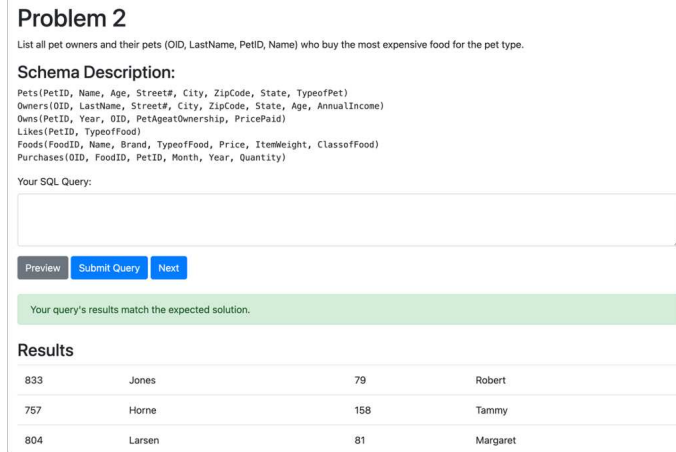 Problem 2
List all pet owners and their pets (OID, LastName, PetID, Name) who buy the most expensive food for the pet type.
Schema Description:
Pets(PetID, Name, Age, Street#, City, ZipCode, State, TypeofPet)
Owners(OID, LastName, Street#, City, ZipCode, State, Age, AnnualIncome)
Owns(PetID, Year, OID, PetAgeatOwnership, PricePaid)
Likes(PetID, TypeofFood)
Foods(FoodID, Name, Brand, TypeofFood, Price, ItemWeight, ClassofFood)
Purchases(OID, FoodID, PetID, Month, Year, Quantity)
Your SQL Query:
Preview Submit Query Next
Your query's results match the expected solution.
Results
833 Jones 79 Robert
757 Horne 158 Tammy
804 Larsen 81 Margaret